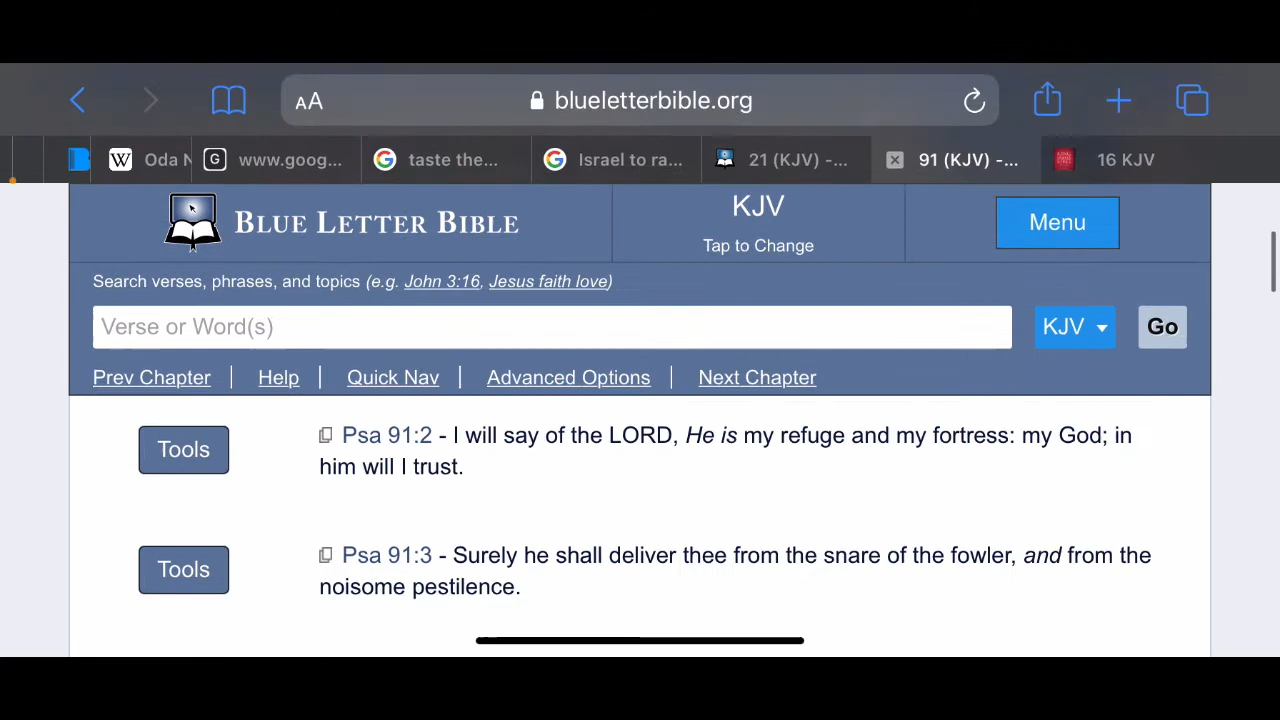 AA blueletterbible.org
W Oda N G www.goog... taste the... Israel to ra... 21 (KJV) -... 91 (KJV) -... 16 KJV
BLUE LETTER BIBLE
KJV
Tap to Change
Menu
Search verses, phrases, and topics (e.g. John 3:16, Jesus faith love)
Verse or Word(s)
KJV
Go
Prev Chapter | Help | Quick Nav | Advanced Options | Next Chapter
Tools
Psa 91:2 - I will say of the LORD, He is my refuge and my fortress: my God; in
him will I trust.
Tools
Psa 91:3 - Surely he shall deliver thee from the snare of the fowler, and from the
noisome pestilence.